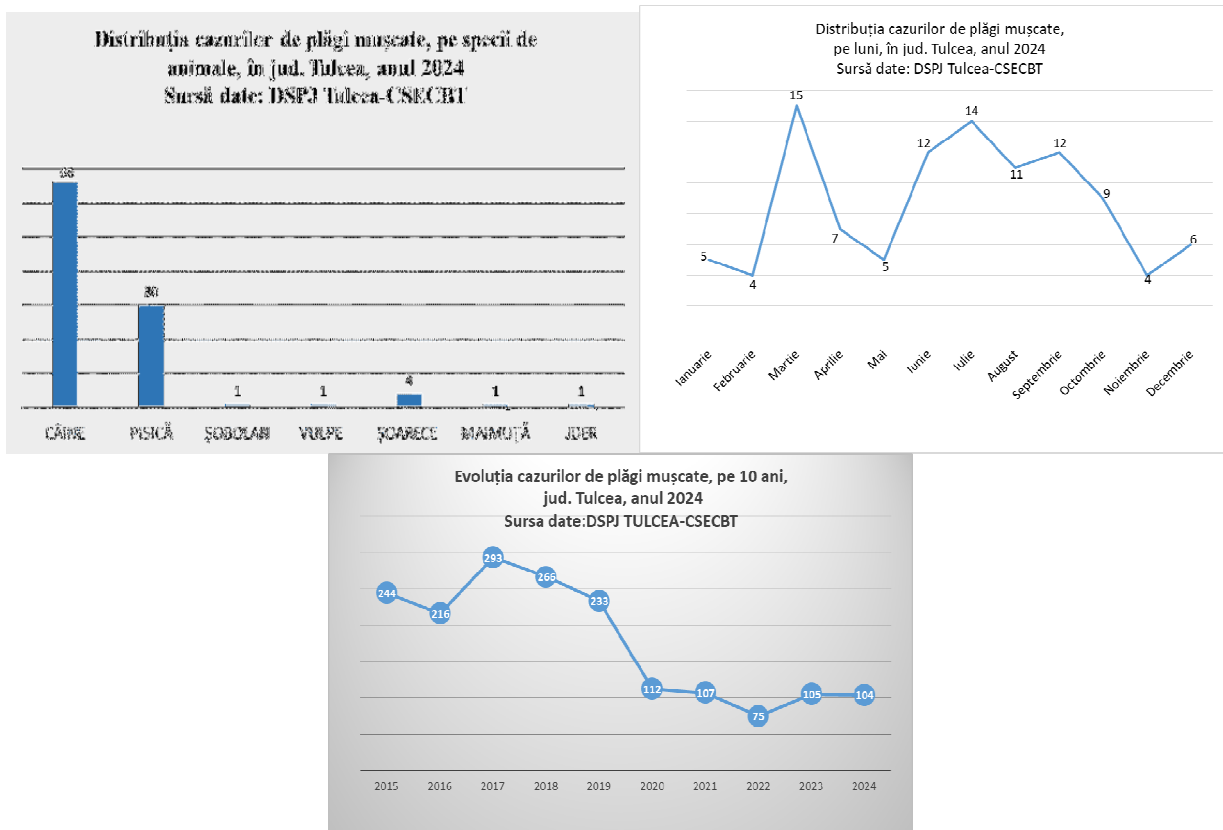 Distribuția cazurilor de plăgi mușcate, pe specii de
animale, în jud. Tulcea, anul 2024
Sursă date: DSPJ Tulcea-CSECBT
30
1
1
4
1
1
CÂINE
PISICĂ
ȘOBOLAN
VULPE
ȘOARECE
MAIMUȚĂ
JDER
Distribuția cazurilor de plăgi mușcate,
pe luni, în jud. Tulcea, anul 2024
Sursă date: DSPJ Tulcea-CSECBT
5
4
15
7
5
12
14
11
12
9
4
6
Ianuarie
Februarie
Martie
Aprilie
Mai
Iunie
Iulie
August
Septembrie
Octombrie
Noiembrie
Decembrie
Evoluția cazurilor de plăgi mușcate, pe 10 ani,
jud. Tulcea, anul 2024
Sursa date:DSPJ TULCEA-CSECBT
244
216
293
266
233
112
107
75
105
104
2015
2016
2017
2018
2019
2020
2021
2022
2023
2024